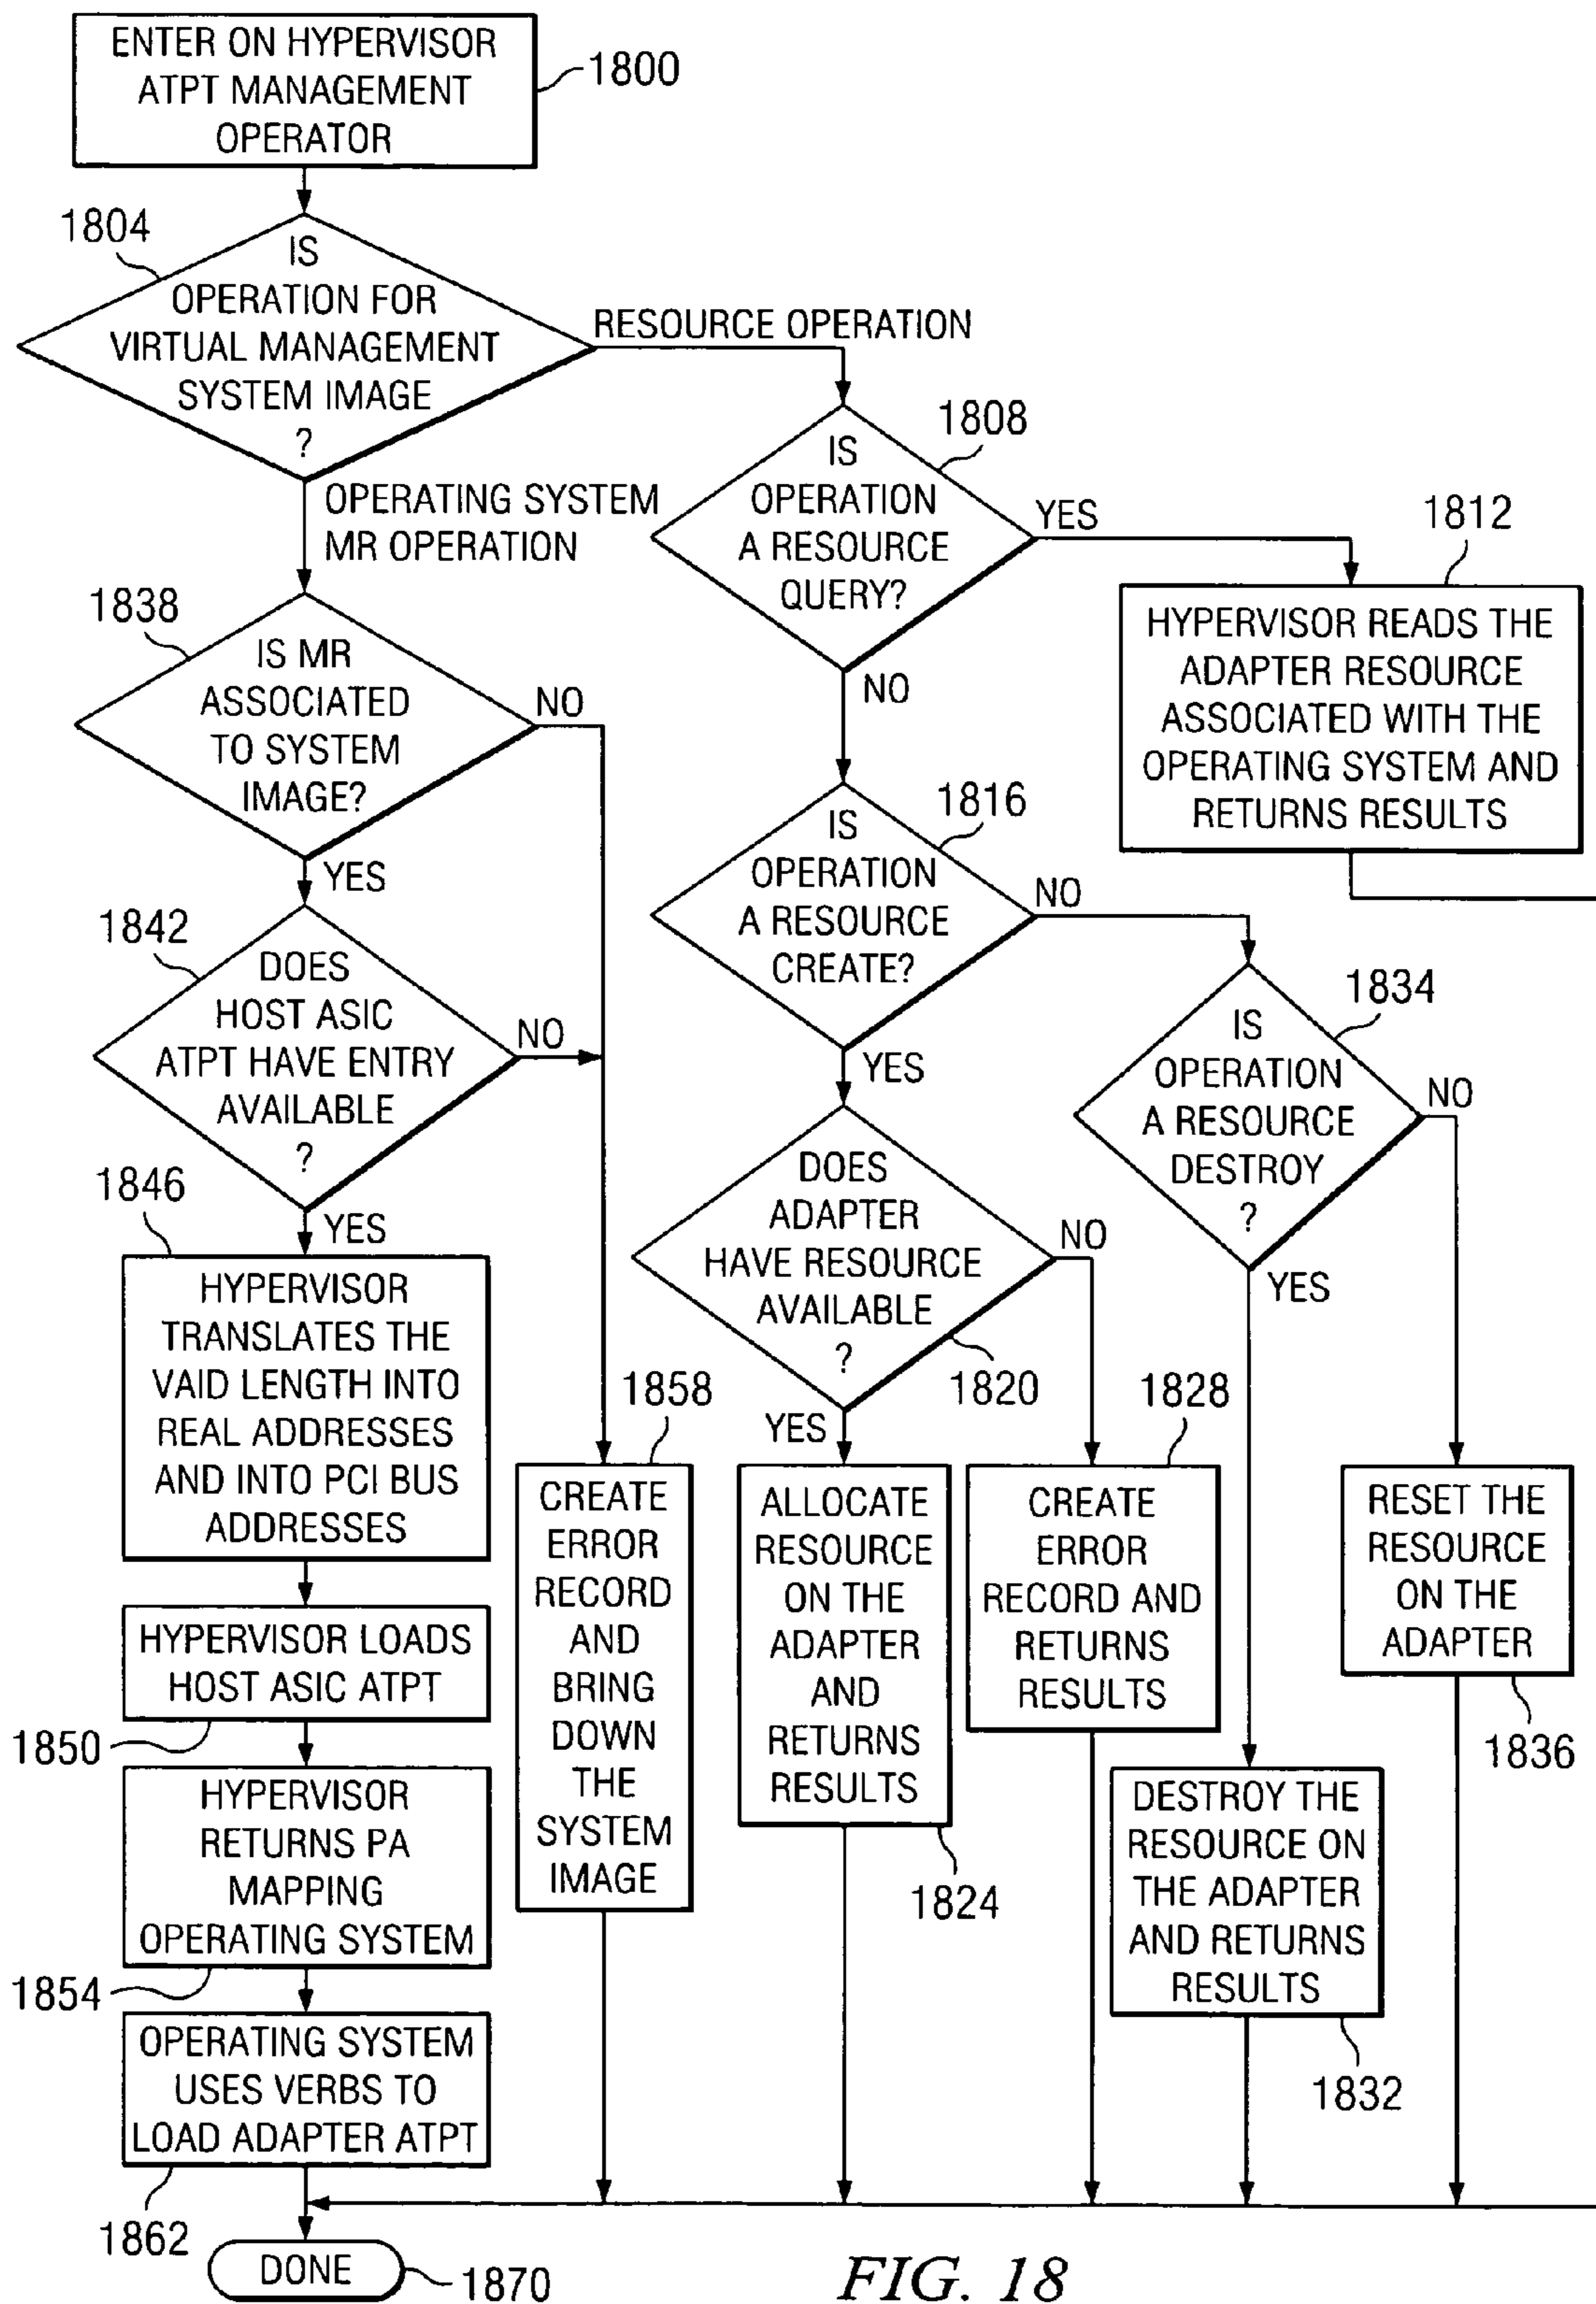 ENTER ON HYPERVISOR
ATPT MANAGEMENT
OPERATOR
1800
1804
IS
OPERATION FOR
VIRTUAL MANAGEMENT
SYSTEM IMAGE
?
RESOURCE OPERATION
OPERATING SYSTEM
MR OPERATION
1808
IS
OPERATION
A RESOURCE
QUERY?
YES
NO
1812
HYPERVISOR READS THE
ADAPTER RESOURCE
ASSOCIATED WITH THE
OPERATING SYSTEM AND
RETURNS RESULTS
1838
IS MR
ASSOCIATED
TO SYSTEM
IMAGE?
NO
YES
1816
IS
OPERATION
A RESOURCE
CREATE?
NO
YES
1842
DOES
HOST ASIC
ATPT HAVE ENTRY
AVAILABLE
?
NO
YES
1834
IS
OPERATION
A RESOURCE
DESTROY
?
NO
YES
DOES
ADAPTER
HAVE RESOURCE
AVAILABLE
?
NO
1820
YES
1846
HYPERVISOR
TRANSLATES THE
VAID LENGTH INTO
REAL ADDRESSES
AND INTO PCI BUS
ADDRESSES
1858
CREATE
ERROR
RECORD
AND
BRING
DOWN
THE
SYSTEM
IMAGE
ALLOCATE
RESOURCE
ON THE
ADAPTER
AND
RETURNS
RESULTS
1824
1828
CREATE
ERROR
RECORD AND
RETURNS
RESULTS
RESET THE
RESOURCE
ON THE
ADAPTER
1836
HYPERVISOR LOADS
HOST ASIC ATPT
1850
HYPERVISOR
RETURNS PA
MAPPING
OPERATING SYSTEM
1854
DESTROY THE
RESOURCE ON
THE ADAPTER
AND RETURNS
RESULTS
1832
OPERATING SYSTEM
USES VERBS TO
LOAD ADAPTER ATPT
1862
DONE
1870
FIG. 18